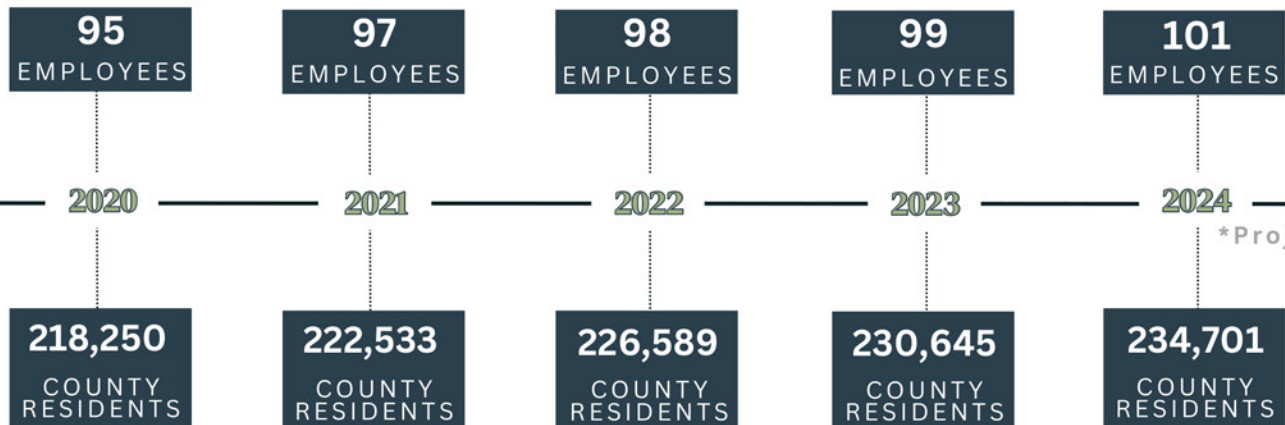 95
EMPLOYEES
97
EMPLOYEES
98
EMPLOYEES
99
EMPLOYEES
101
EMPLOYEES
2020
2021
2022
2023
2024
218,250
COUNTY
RESIDENTS
222,533
COUNTY
RESIDENTS
226,589
COUNTY
RESIDENTS
230,645
COUNTY
RESIDENTS
234,701
COUNTY
RESIDENTS